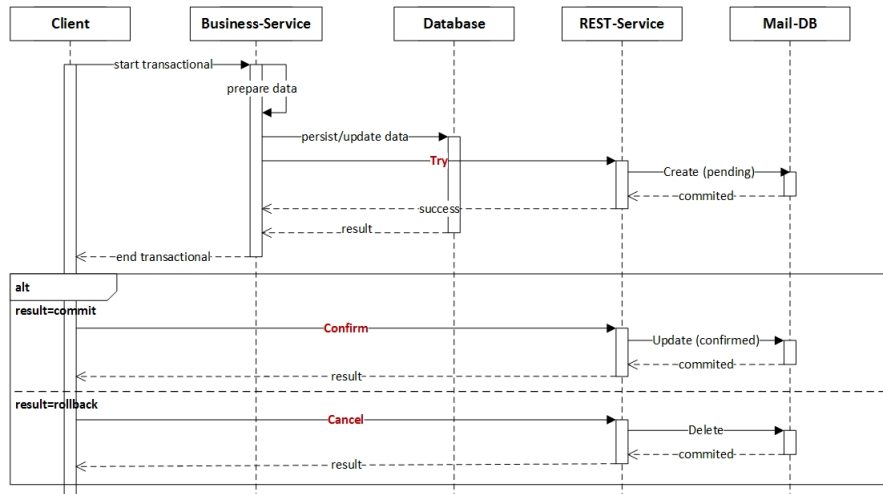 Client
Business-Service
Database
REST-Service
Mail-DB
start transactional
prepare data
persist/update data
Try
Create (pending)
commited
success
result
end transactional
alt
result=commit
Confirm
Update (confirmed)
commited
result
result=rollback
Cancel
Delete
commited
result